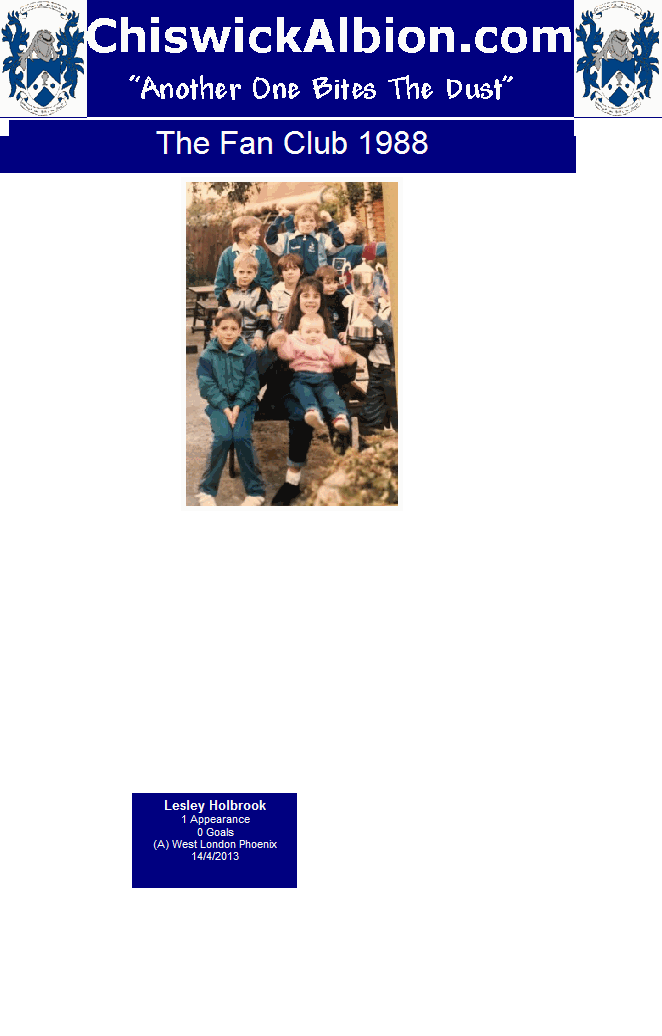 ChiswickAlbion.com
“Another One Bites The Dust”
The Fan Club 1988
Lesley Holbrook
1 Appearance
0 Goals
(A) West London Phoenix
14/4/2013